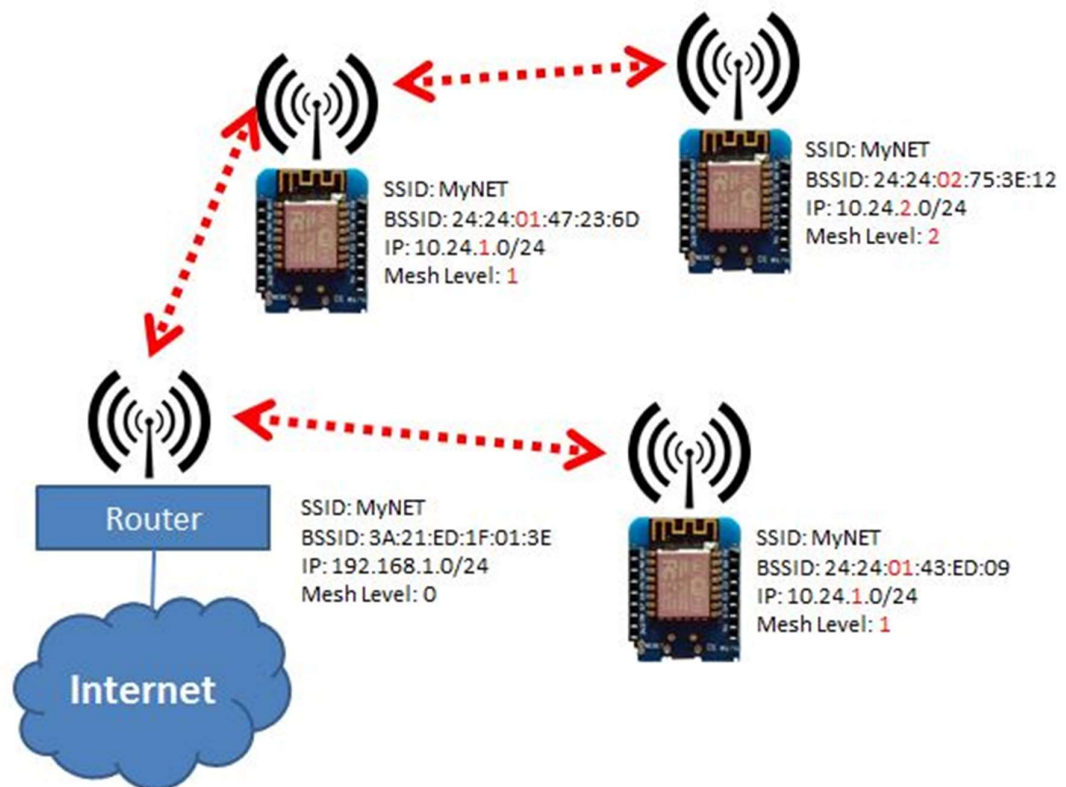 SSID: MyNET
BSSID: 24:24:02:75:3E:12
IP: 10.24.2.0/24
Mesh Level: 2
SSID: MyNET
BSSID: 24:24:01:47:23:6D
IP: 10.24.1.0/24
Mesh Level: 1
Router
SSID: MyNET
BSSID: 3A:21:ED:1F:01:3E
IP: 192.168.1.0/24
Mesh Level: 0
SSID: MyNET
BSSID: 24:24:01:43:ED:09
IP: 10.24.1.0/24
Mesh Level: 1
Internet